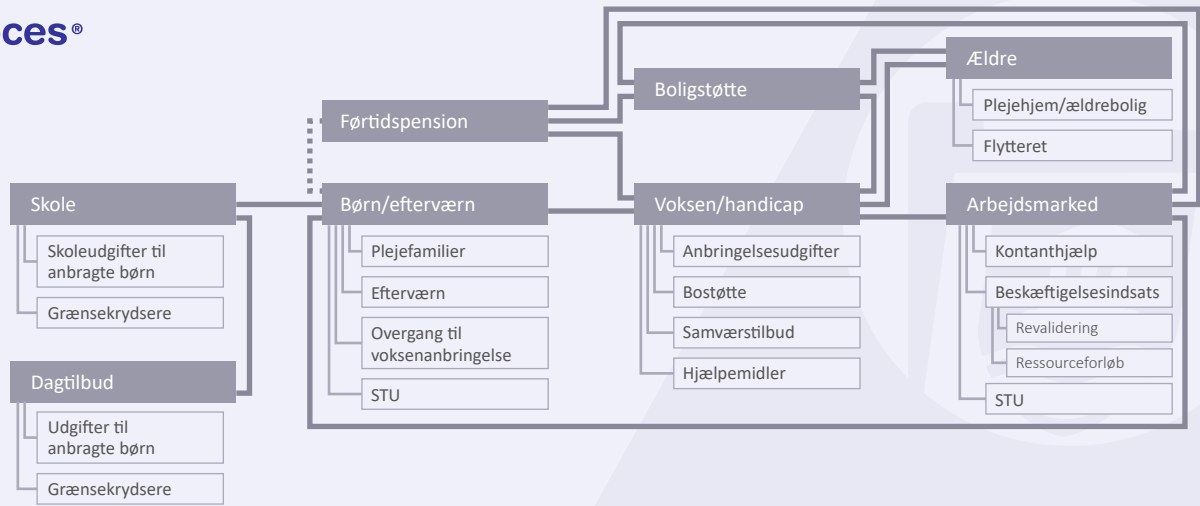 ces®
Førtidspension
Boligstøtte
Ældre
Plejehjem/ældrebolig
Flytteret
Skole
Skoleudgifter til
anbragte børn
Grænsekrydsere
Dagtilbud
Udgifter til
anbragte børn
Grænsekrydsere
Børn/efterværn
Plejefamilier
Efterværn
Overgang til
voksenanbringelse
STU
Voksen/handicap
Anbringelsesudgifter
Bostøtte
Samværstilbud
Hjælpemidler
Arbejdsmarked
Kontanthjælp
Beskæftigelsesindsats
Revalidering
Ressourceforløb
STU